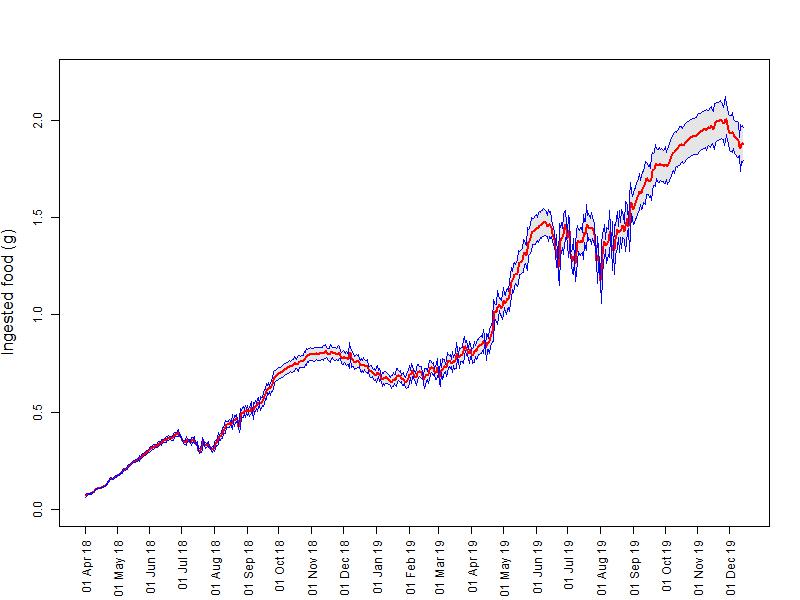 Ingested food (g)
2.0
1.5
1.0
0.5
0.0
01 Apr 18
01 May 18
01 Jun 18
01 Jul 18
01 Aug 18
01 Sep 18
01 Oct 18
01 Nov 18
01 Dec 18
01 Jan 19
01 Feb 19
01 Mar 19
01 Apr 19
01 May 19
01 Jun 19
01 Jul 19
01 Aug 19
01 Sep 19
01 Oct 19
01 Nov 19
01 Dec 19